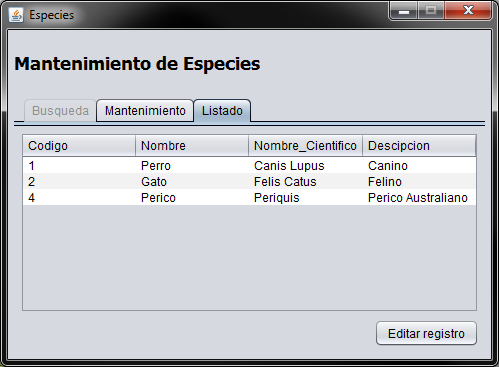 Especies
Mantenimiento de Especies
Busqueda Mantenimiento Listado
Codigo Nombre Nombre_Cientifico Descipcion
1 Perro Canis Lupus Canino
2 Gato Felis Catus Felino
4 Perico Periquis Perico Australiano
Editar registro